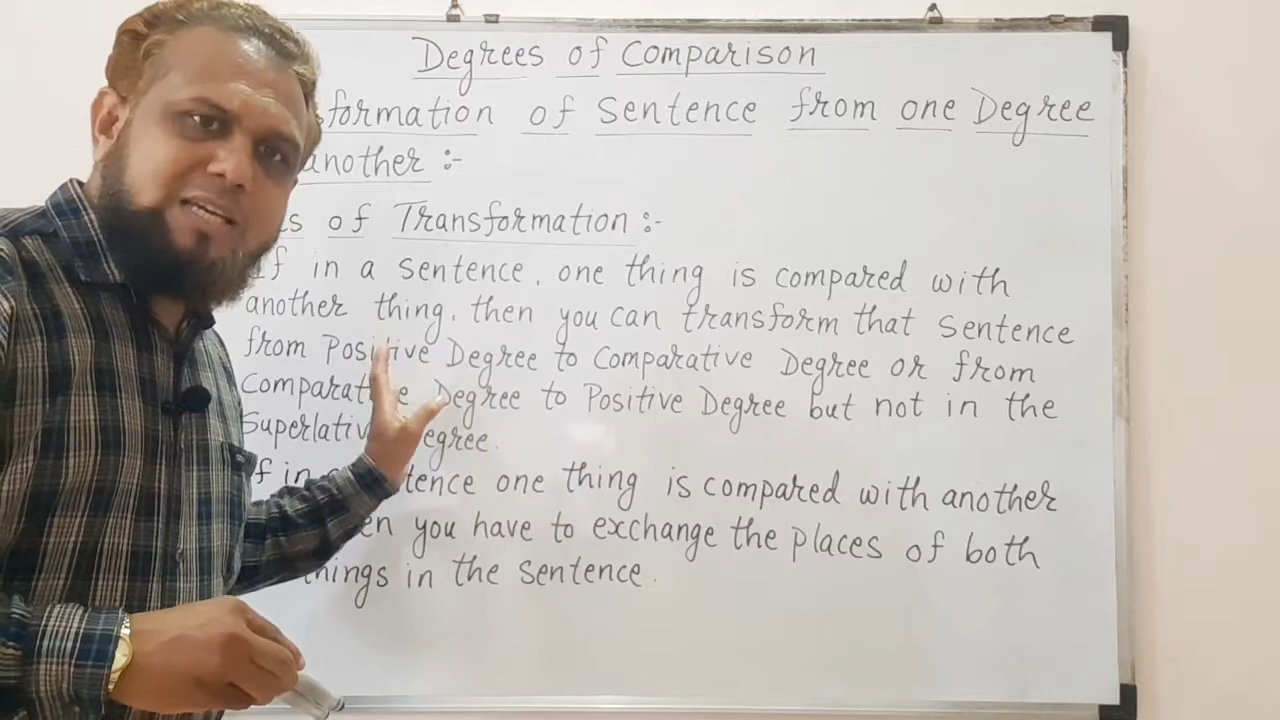 Degrees of Comparison
formation of Sentence from one Degree
another :-
of Transformation :-
If in a sentence, one thing is compared with
another thing, then you can transform that sentence
from Positive Degree to Comparative Degree or from
Comparative Degree to Positive Degree but not in the
Superlative Degree.
If in tence one thing is compared with another
en you have to exchange the places of both
things in the sentence.